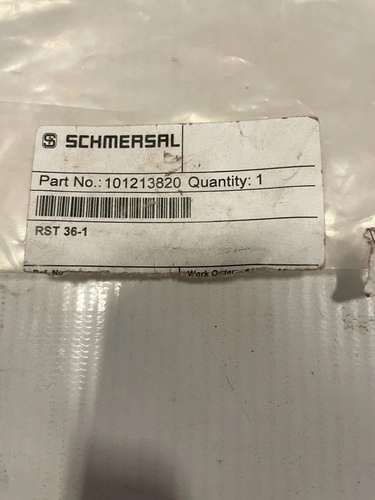 SCHMERSAL
Part No.: 101213820 Quantity: 1
RST 36-1
Work Order